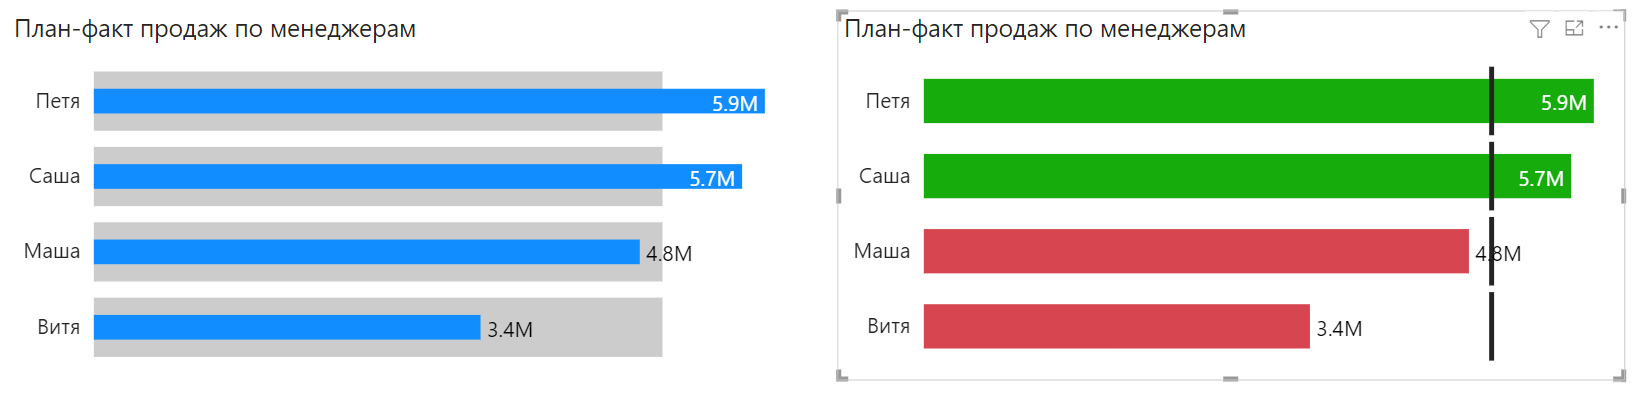 План-факт продаж по менеджерам
Петя 5.9M
Саша 5.7M
Маша 4.8M
Витя 3.4M
План-факт продаж по менеджерам
Петя 5.9M
Саша 5.7M
Маша 4.8M
Витя 3.4M